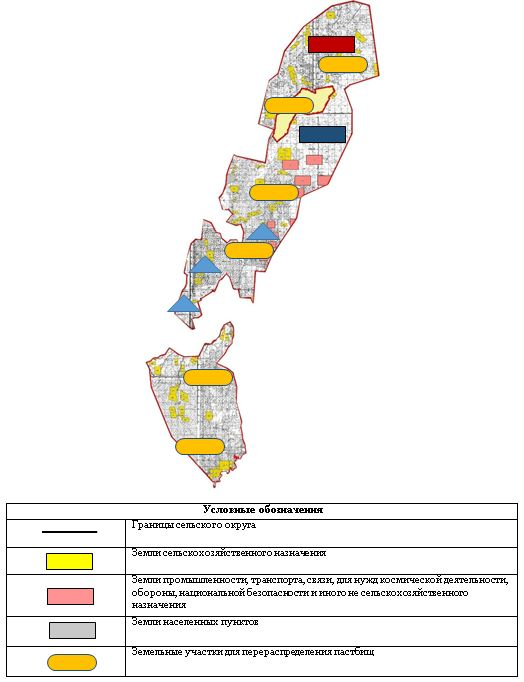 Условные обозначения
Границы сельского округа
Земли сельскохозяйственного назначения
Земли промышленности, транспорта, связи, для нужд космической деятельности,
обороны, национальной безопасности и иного не сельскохозяйственного
назначения
Земли населенных пунктов
Земельные участки для перераспределения пастбищ